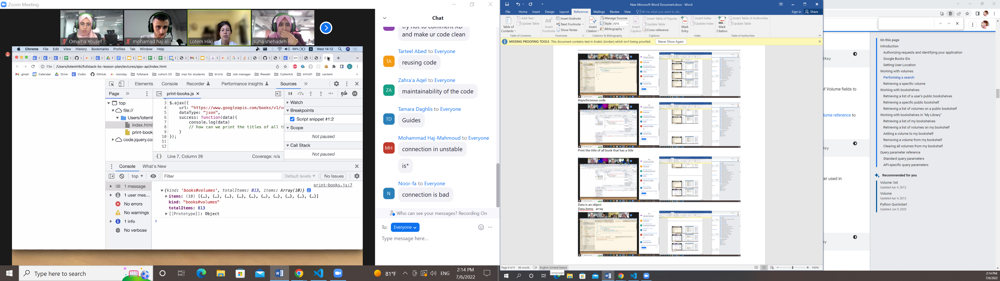 Zoom Meeting
Omama Yousef
mohamad haj ali
Lotem Hiki
suha shehadeh
Chrome File Edit View History Bookmarks Profiles Tab Window Help
88% Wed 14:12
File /Users/lotemhiki/fullstack-bc-lesson-plan/lectures/ajax-api/index.html
gmail Calendar Drive Codio GitHub monday fullstack cohort 23 mac for students מיונים Job manager Rawabi CyberArk לקוחות content
Elements Console Recorder Performance insights Sources
Page
print-books.js
top
file://
Users/lotemh
index.html
print-book
code.jquery.co
3 $.ajax({
4 url: "https://www.googleapis.com/books/v1/v
5 dataType: "json",
6 success: function(data){
7 console.log(data)
8 // how can we print the titles of all th
9 }
10 });
11
12
Watch
Breakpoints
Script snippet #1:2
Scope
Not paused
Call Stack
Not paused
{} Line 7, Column 26 Coverage: n/a
Console What's New
top Filter Default levels No Issues
1 message
1 user mes...
No errors
No warnings
1 info
No verbose
print-books.js:7
{kind: 'books#volumes', totalItems: 813, items: Array(10)}
items: (10) [{…}, {…}, {…}, {…}, {…}, {…}, {…}, {…}, {…}, {…}]
kind: "books#volumes"
totalItems: 813
[[Prototype]]: Object
Chat
try not to comment XD
and make ur code clean
Tarteel Abed to Everyone
TA
reusing code
Zahra'a Aqel to Everyone
ZA
maintainability of the code
Tamara Daghlis to Everyone
TD
Guides
Mohammad Haj-Mahmoud to Everyone
MH
connection in unstable
is*
Noor-fa to Everyone
N
connection is bad
Who can see your messages? Recording On
To: Everyone
Type message here...
Type here to search
81°F ENG
2:14 PM
7/6/2022
New Microsoft Word Document.docx - Word
File Home Insert Design Layout References Mailings Review View Tell me what you want to do... Sign in Share
Table of Contents
Add Text
Update Table
Table of Contents
Insert Footnote
Insert Endnote
Next Footnote
Show Notes
Footnotes
Insert Citation
Manage Sources
Style: APA
Bibliography
Citations & Bibliography
Insert Caption
Insert Table of Figures
Update Table
Cross-reference
Captions
Mark Entry
Insert Index
Update Index
Index
Mark Citation
Insert Table of Authorities
Update Table
Table of Authorities
MISSING PROOFING TOOLS This document contains text in Arabic (Jordan) which isn't being proofed. Never Show Again
Asynchronous code
Print the title of all book that has a title
Data is an object
Data.items array
Page 9 of 9 86 words English (United States) 100%
Language
Key
of Volume fields to
lume reference to
Key
ter used in
ey
On this page
Introduction
Authorizing requests and identifying your application
Google Books IDs
Setting User Location
Working with volumes
Performing a search
Retrieving a specific volume
Working with bookshelves
Retrieving a list of a user's public bookshelves
Retrieving a specific public bookshelf
Retrieving a list of volumes on a public bookshelf
Working with bookshelves in "My Library"
Retrieving a list of my bookshelves
Retrieving a list of volumes on my bookshelf
Adding a volume to my bookshelf
Removing a volume from my bookshelf
Clearing all volumes from my bookshelf
Query parameter reference
Standard query parameters
API-specific query parameters
Recommended for you
Volume: list
Updated Apr 4, 2012
Volume
Updated Apr 4, 2012
Python Quickstart
Updated Jun 9, 2022
2:14 PM
7/6/2022